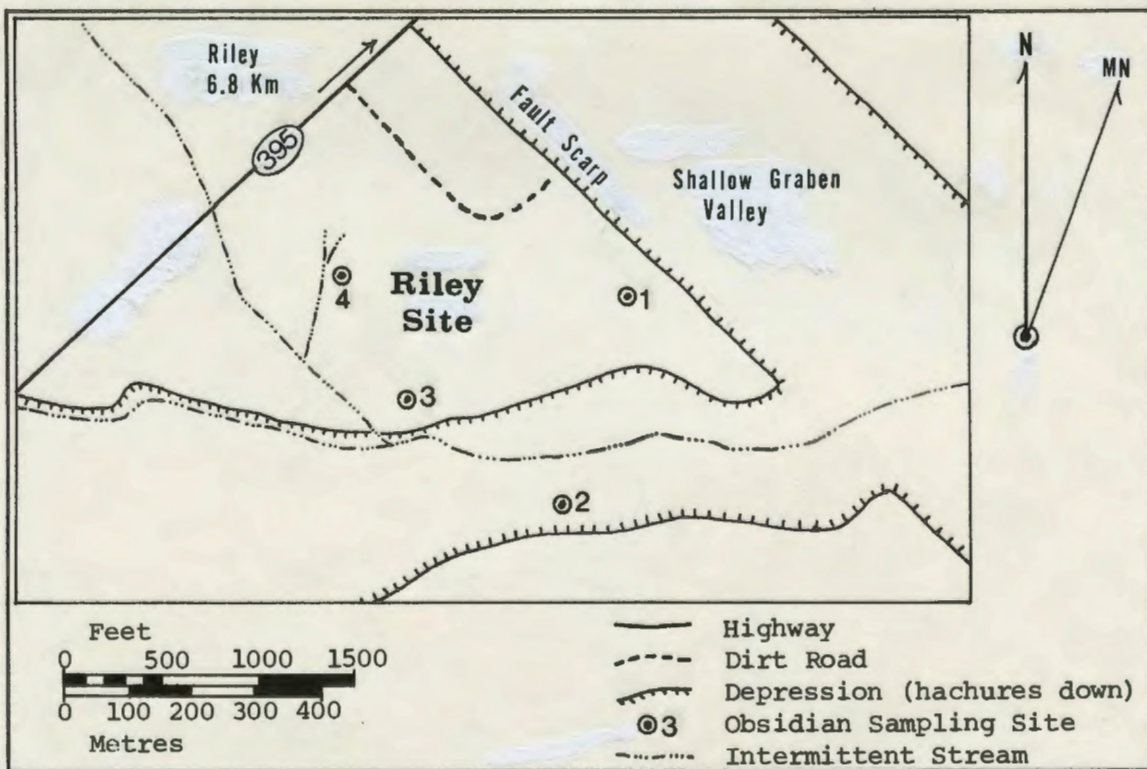 Riley
6.8 Km
395
Fault Scarp
Shallow Graben
Valley
N
MN
4
Riley
Site
1
3
2
Feet
0 500 1000 1500
0 100 200 300 400
Metres
Highway
Dirt Road
Depression (hachures down)
3 Obsidian Sampling Site
Intermittent Stream